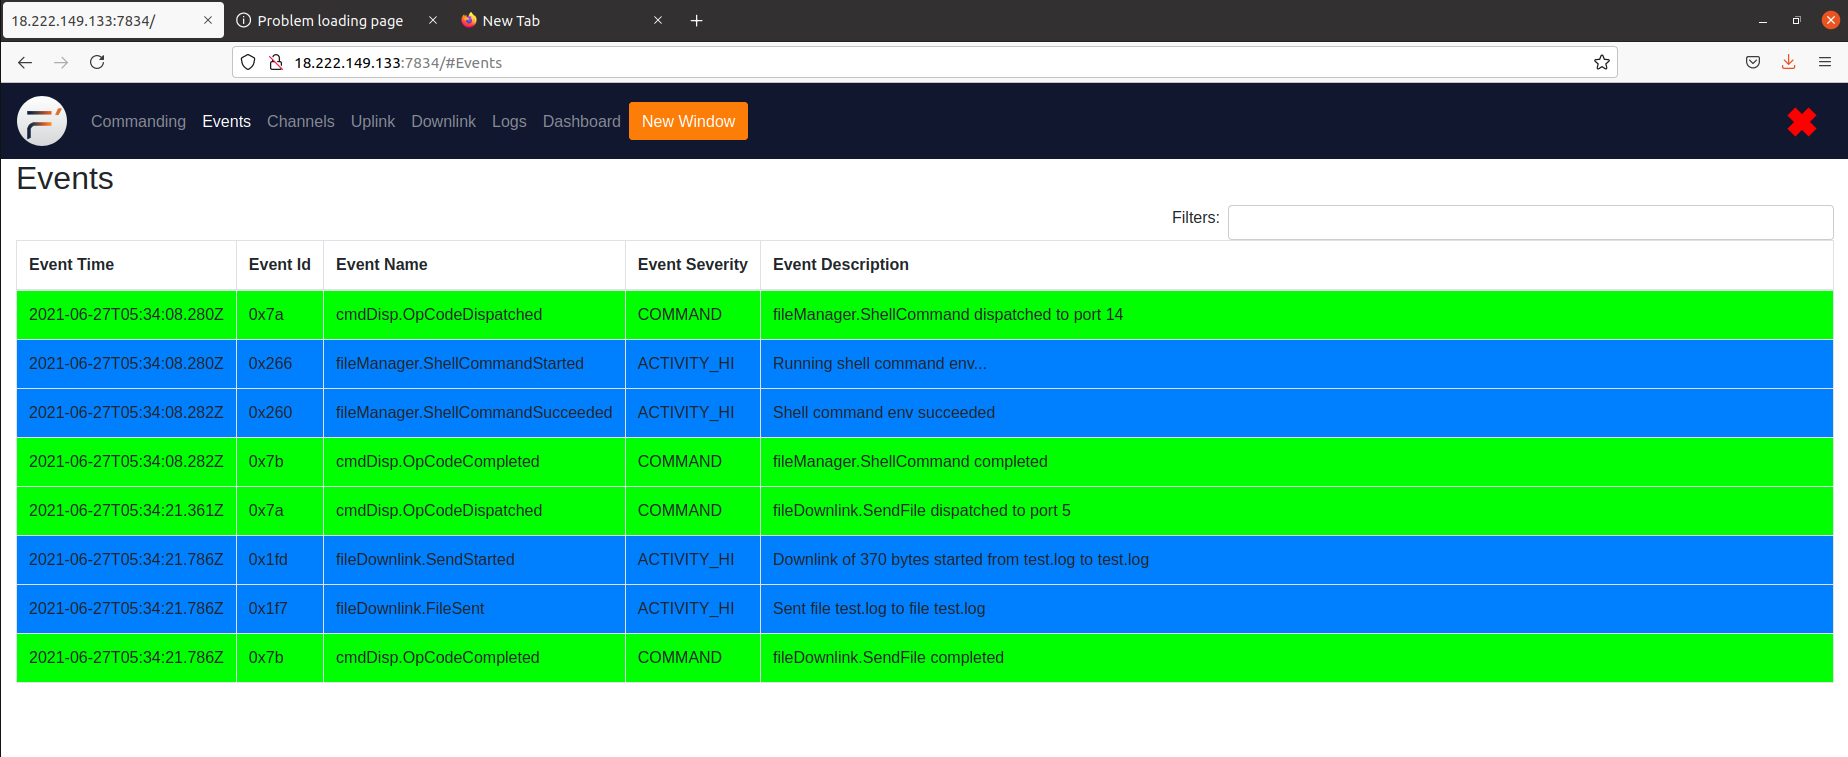 18.222.149.133:7834/ Problem loading page New Tab
18.222.149.133:7834/#Events
Commanding Events Channels Uplink Downlink Logs Dashboard New Window
Events
Filters:
Event Time Event Id Event Name Event Severity Event Description
2021-06-27T05:34:08.280Z 0x7a cmdDisp.OpCodeDispatched COMMAND fileManager.ShellCommand dispatched to port 14
2021-06-27T05:34:08.280Z 0x266 fileManager.ShellCommandStarted ACTIVITY_HI Running shell command env...
2021-06-27T05:34:08.282Z 0x260 fileManager.ShellCommandSucceeded ACTIVITY_HI Shell command env succeeded
2021-06-27T05:34:08.282Z 0x7b cmdDisp.OpCodeCompleted COMMAND fileManager.ShellCommand completed
2021-06-27T05:34:21.361Z 0x7a cmdDisp.OpCodeDispatched COMMAND fileDownlink.SendFile dispatched to port 5
2021-06-27T05:34:21.786Z 0x1fd fileDownlink.SendStarted ACTIVITY_HI Downlink of 370 bytes started from test.log to test.log
2021-06-27T05:34:21.786Z 0x1f7 fileDownlink.FileSent ACTIVITY_HI Sent file test.log to file test.log
2021-06-27T05:34:21.786Z 0x7b cmdDisp.OpCodeCompleted COMMAND fileDownlink.SendFile completed